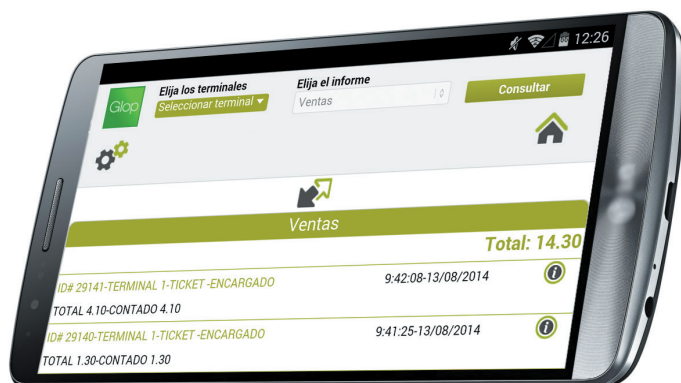 12:26
Glop
Elija los terminales
Seleccionar terminal
Elija el informe
Ventas
Consultar
Ventas
Total: 14.30
ID# 29141-TERMINAL 1-TICKET -ENCARGADO
9:42:08-13/08/2014
TOTAL 4.10-CONTADO 4.10
ID# 29140-TERMINAL 1-TICKET -ENCARGADO
9:41:25-13/08/2014
TOTAL 1.30-CONTADO 1.30